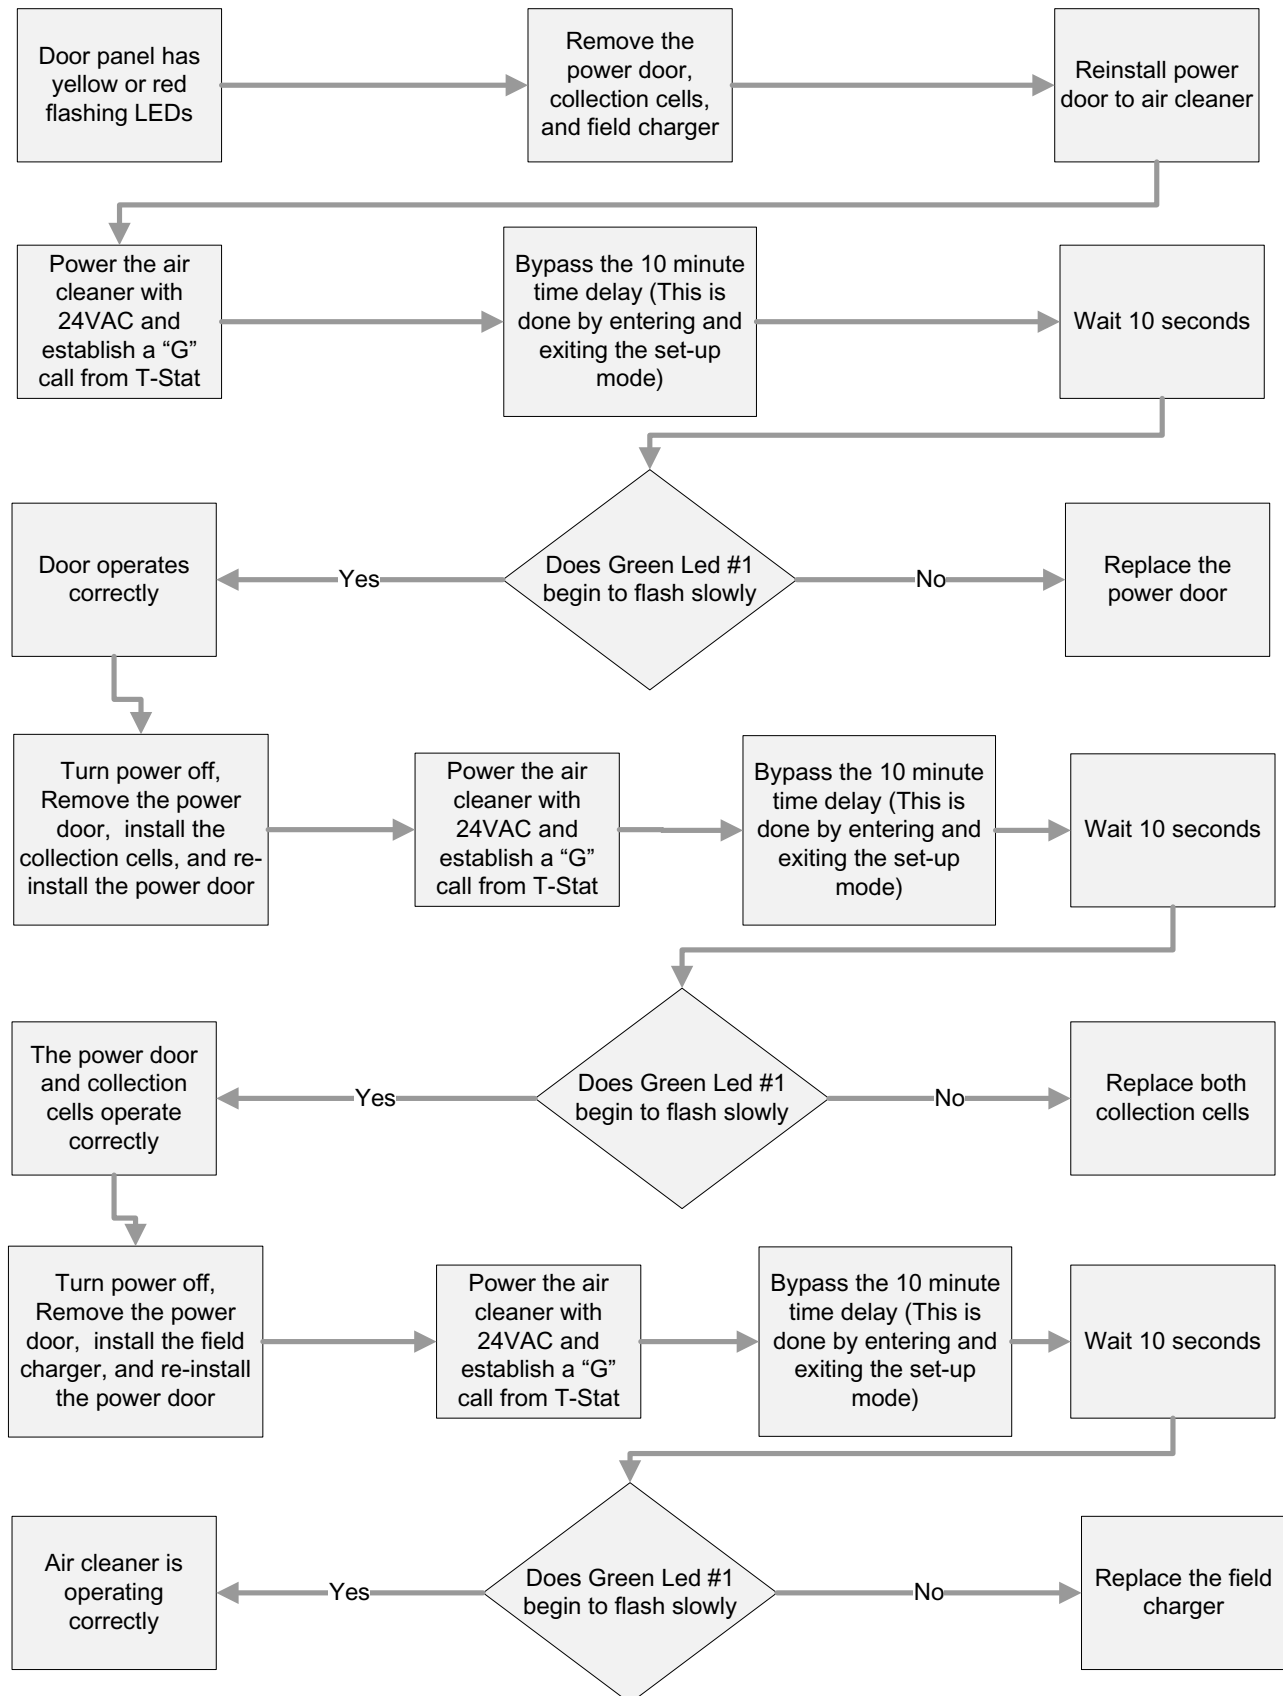 Door panel has
yellow or red
flashing LEDs
Remove the
power door,
collection cells,
and field charger
Reinstall power
door to air cleaner
Power the air
cleaner with
24VAC and
establish a “G”
call from T-Stat
Bypass the 10 minute
time delay (This is
done by entering and
exiting the set-up
mode)
Wait 10 seconds
Door operates
correctly
Yes
Does Green Led #1
begin to flash slowly
No
Replace the
power door
Turn power off,
Remove the power
door, install the
collection cells, and re-
install the power door
Power the air
cleaner with
24VAC and
establish a “G”
call from T-Stat
Bypass the 10 minute
time delay (This is
done by entering and
exiting the set-up
mode)
Wait 10 seconds
The power door
and collection
cells operate
correctly
Yes
Does Green Led #1
begin to flash slowly
No
Replace both
collection cells
Turn power off,
Remove the power
door, install the field
charger, and re-install
the power door
Power the air
cleaner with
24VAC and
establish a “G”
call from T-Stat
Bypass the 10 minute
time delay (This is
done by entering and
exiting the set-up
mode)
Wait 10 seconds
Air cleaner is
operating
correctly
Yes
Does Green Led #1
begin to flash slowly
No
Replace the field
charger